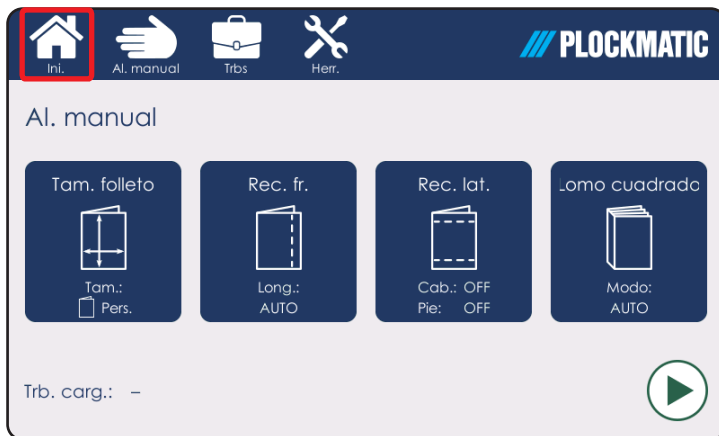 Ini. Al. manual Trbs Herr. PLOCKMATIC
Al. manual
Tam. folleto
Tam.:
Pers.
Rec. fr.
Long.:
AUTO
Rec. lat.
Cab.: OFF
Pie: OFF
Lomo cuadrado
Modo:
AUTO
Trb. carg.: –